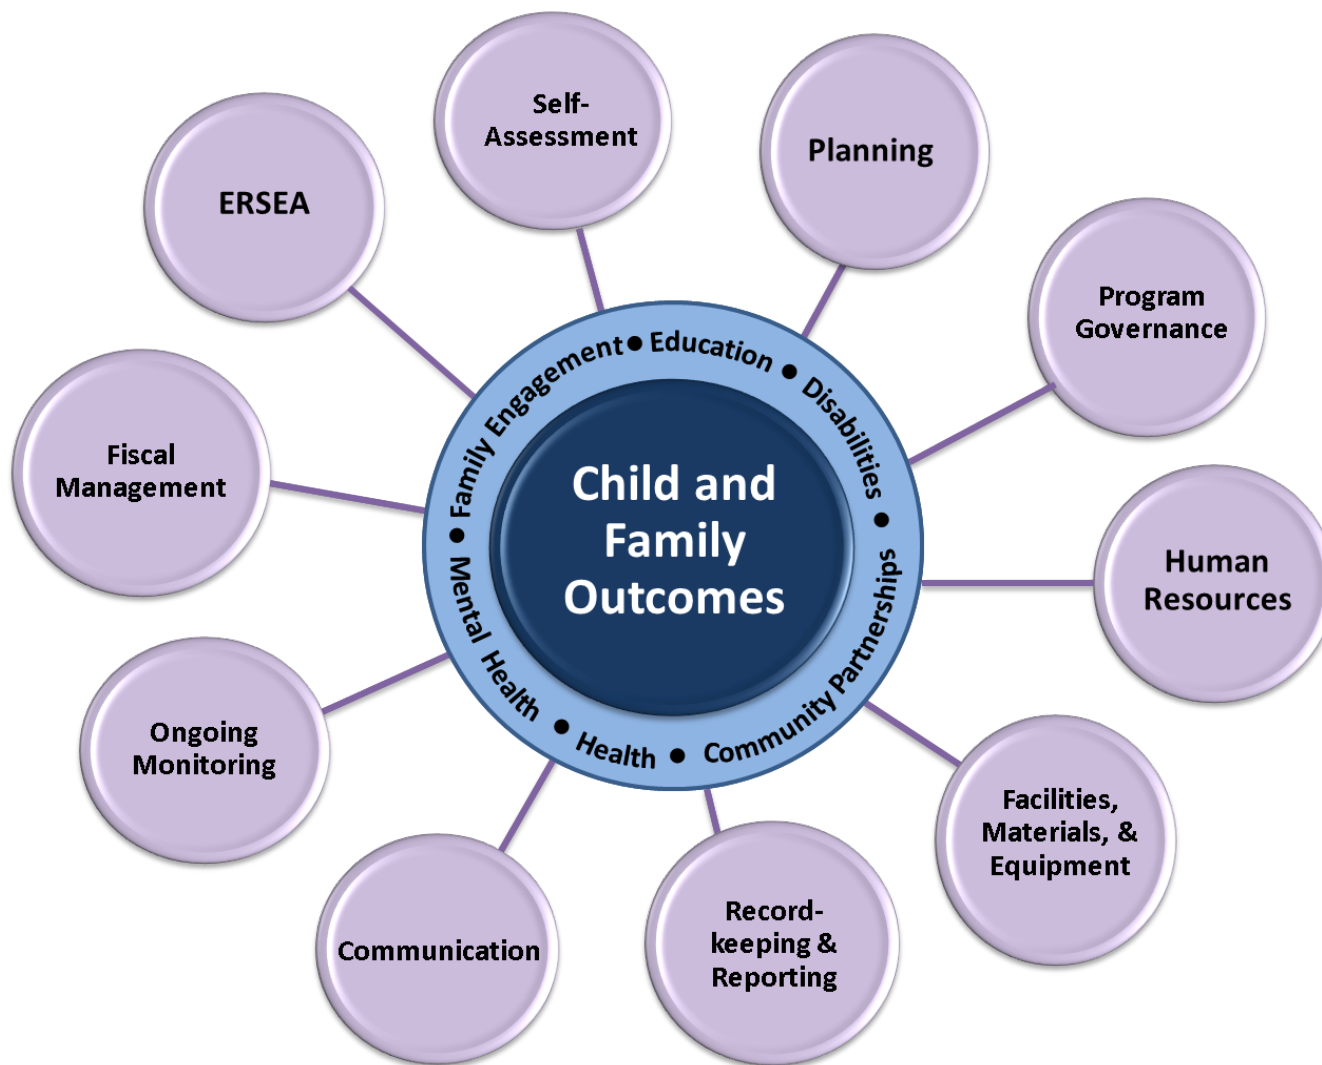 Self-
Assessment
Planning
ERSEA
Program
Governance
Fiscal
Management
Human
Resources
Ongoing
Monitoring
Facilities,
Materials, &
Equipment
Communication
Record-
keeping &
Reporting
Family Engagement • Education • Disabilities • Community Partnerships • Health • Mental Health •
Child and
Family
Outcomes